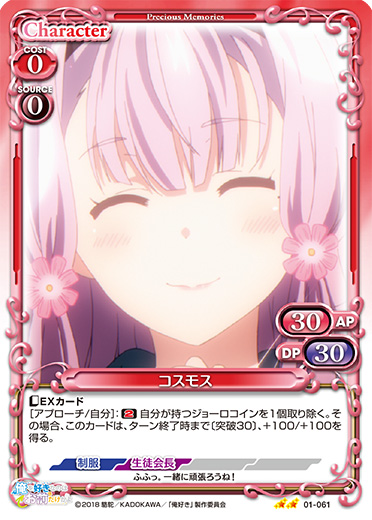 Precious Memories
Character
COST
0
SOURCE
0
30 AP
DP 30
コスモス
EXカード
[アプローチ/自分]:2 自分が持つジョーロコインを1個取り除く。そ
の場合、このカードは、ターン終了時まで[突破30]、+100/+100を
得る。
制服 生徒会長
ふふっ。一緒に頑張ろうね!
©2018 駱駝/KADOKAWA/「俺好き」製作委員会
01-061